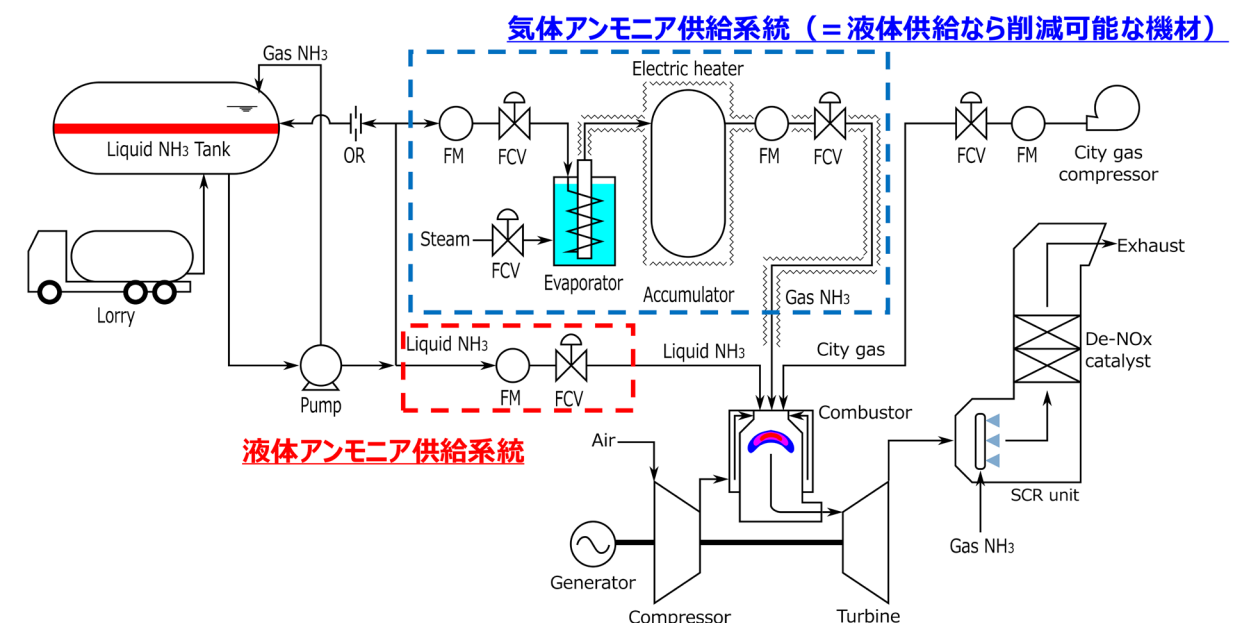 気体アンモニア供給系統（＝液体供給なら削減可能な機材）
Gas NH3
Electric heater
Liquid NH3 Tank
OR
FM
FCV
FM
FCV
FCV
FM
City gas
compressor
Steam
FCV
Evaporator
Accumulator
Gas NH3
Exhaust
Lorry
Liquid NH3
Liquid NH3
City gas
De-NOx
catalyst
Pump
FM
FCV
Combustor
液体アンモニア供給系統
Air
SCR unit
Gas NH3
Generator
Compressor
Turbine